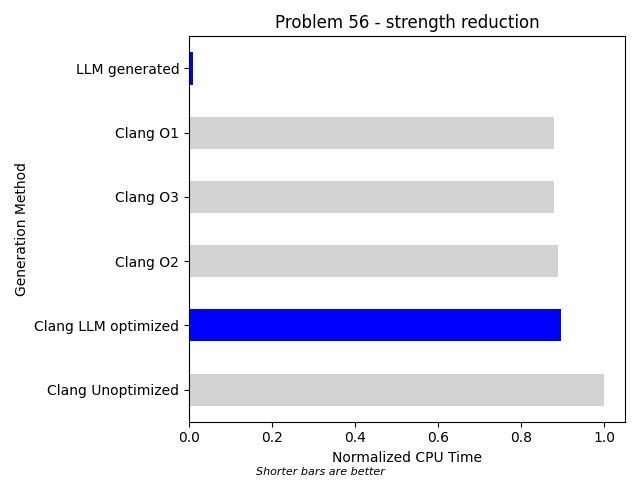 Problem 56 - strength reduction
Generation Method
LLM generated
Clang O1
Clang O3
Clang O2
Clang LLM optimized
Clang Unoptimized
0.0 0.2 0.4 0.6 0.8 1.0
Normalized CPU Time
Shorter bars are better